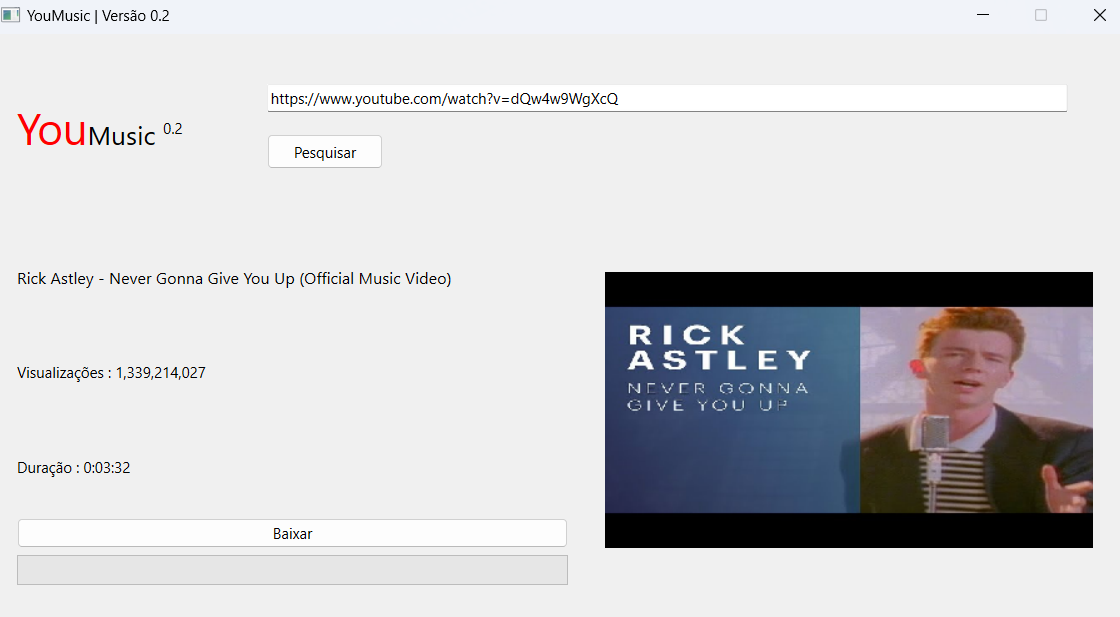 YouMusic | Versão 0.2
https://www.youtube.com/watch?v=dQw4w9WgXcQ
YouMusic 0.2
Pesquisar
Rick Astley - Never Gonna Give You Up (Official Music Video)
Visualizações : 1,339,214,027
Duração : 0:03:32
Baixar
RICK
ASTLEY
NEVER GONNA
GIVE YOU UP